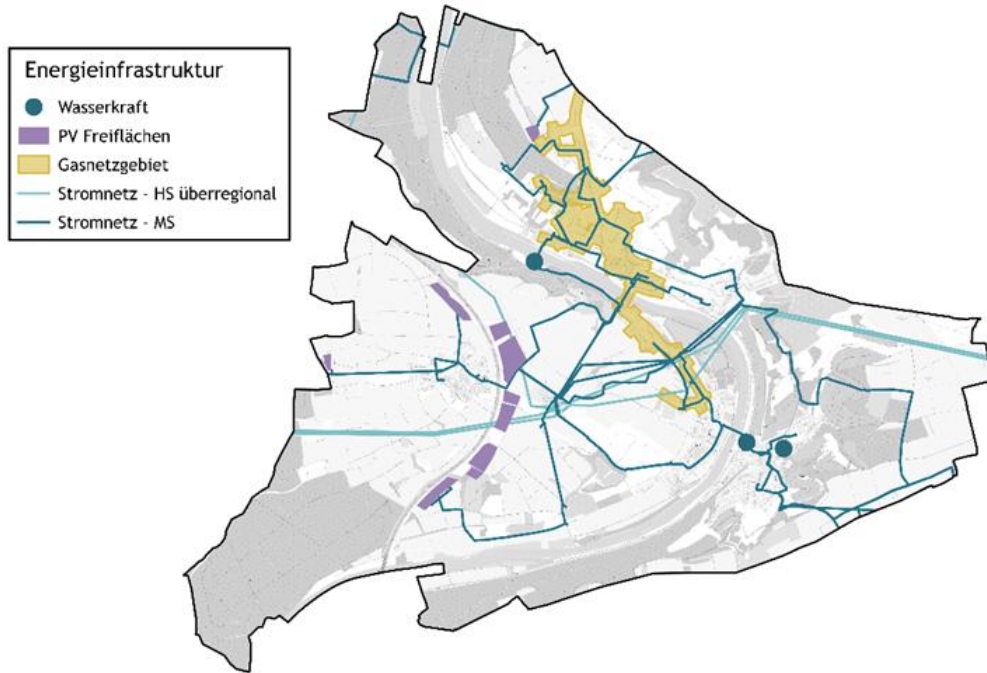 Energieinfrastruktur
Wasserkraft
PV Freiflächen
Gasnetzgebiet
Stromnetz - HS überregional
Stromnetz - MS